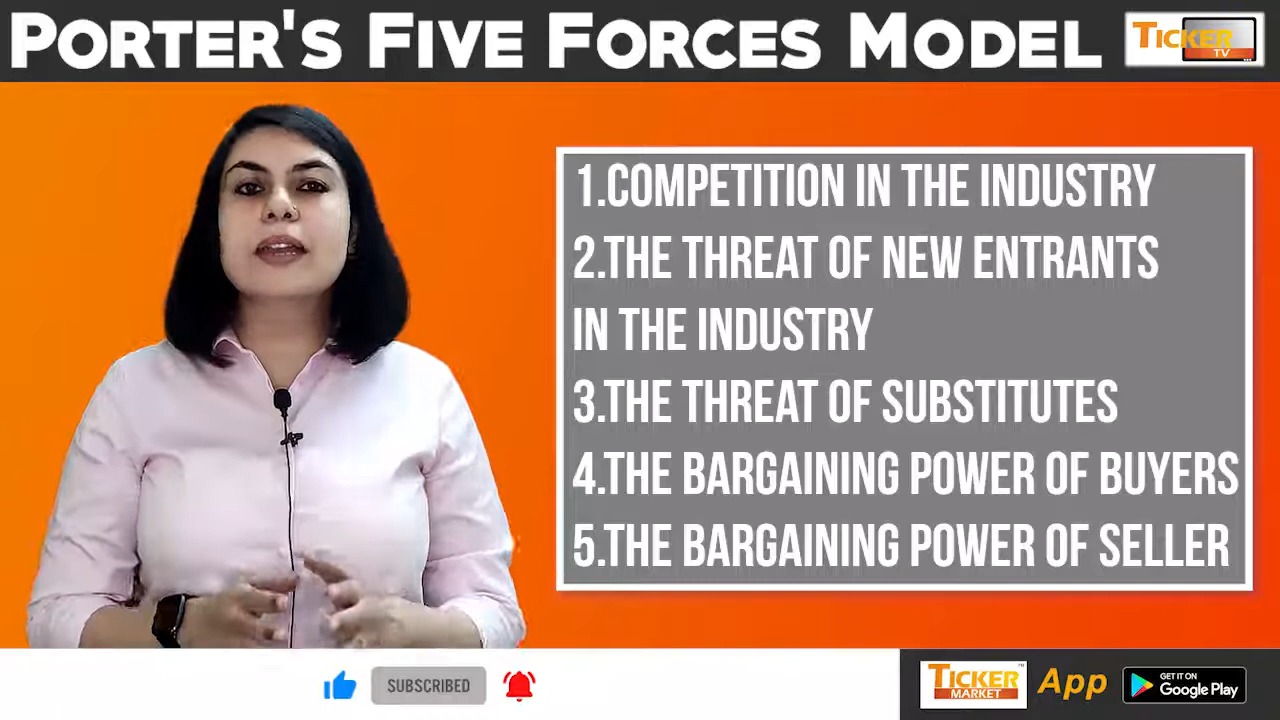 PORTER'S FIVE FORCES MODEL
TICKER
TV
1.COMPETITION IN THE INDUSTRY
2.THE THREAT OF NEW ENTRANTS
IN THE INDUSTRY
3.THE THREAT OF SUBSTITUTES
4.THE BARGAINING POWER OF BUYERS
5.THE BARGAINING POWER OF SELLER
SUBSCRIBED
TICKER
MARKET
App
GET IT ON
Google Play